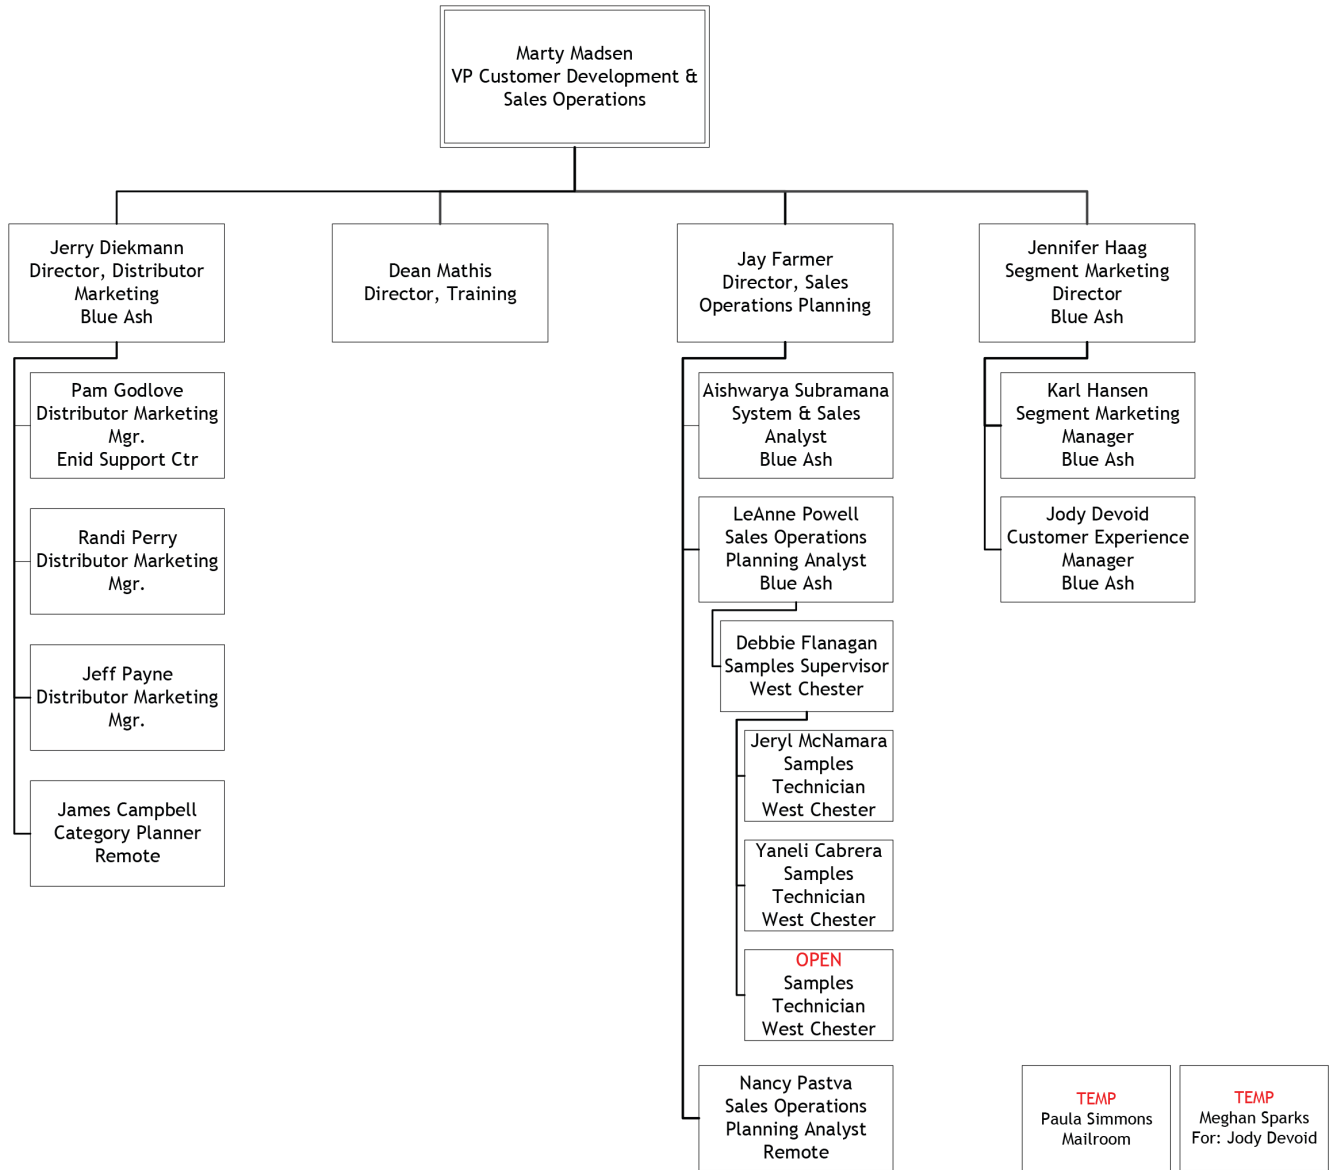 Marty Madsen
VP Customer Development &
Sales Operations
Jerry Diekmann
Director, Distributor
Marketing
Blue Ash
Dean Mathis
Director, Training
Jay Farmer
Director, Sales
Operations Planning
Jennifer Haag
Segment Marketing
Director
Blue Ash
Pam Godlove
Distributor Marketing
Mgr.
Enid Support Ctr
Randi Perry
Distributor Marketing
Mgr.
Jeff Payne
Distributor Marketing
Mgr.
James Campbell
Category Planner
Remote
Aishwarya Subramana
System & Sales
Analyst
Blue Ash
LeAnne Powell
Sales Operations
Planning Analyst
Blue Ash
Debbie Flanagan
Samples Supervisor
West Chester
Jeryl McNamara
Samples
Technician
West Chester
Yaneli Cabrera
Samples
Technician
West Chester
OPEN
Samples
Technician
West Chester
Nancy Pastva
Sales Operations
Planning Analyst
Remote
Karl Hansen
Segment Marketing
Manager
Blue Ash
Jody Devoid
Customer Experience
Manager
Blue Ash
TEMP
Paula Simmons
Mailroom
TEMP
Meghan Sparks
For: Jody Devoid